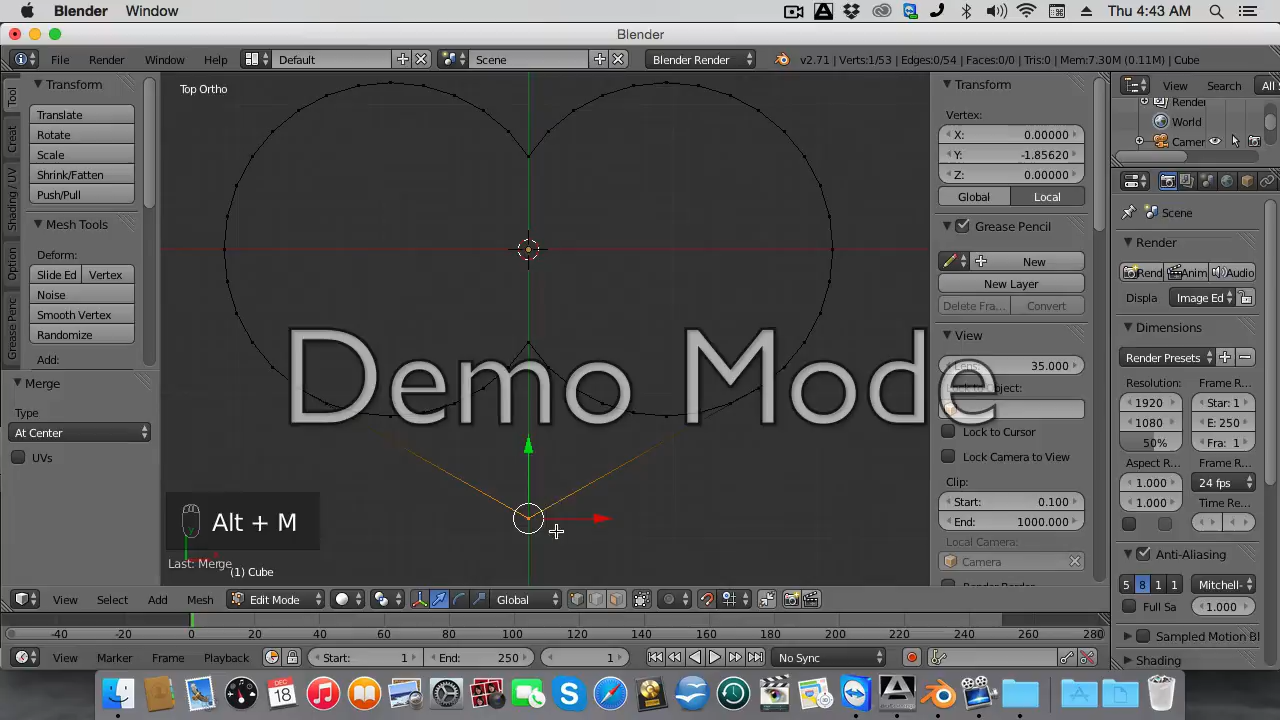 Blender Window Thu 4:43 AM
Blender
File Render Window Help Default Scene Blender Render v2.71 | Verts:1/53 | Edges:0/54 | Faces:0/0 | Tris:0 | Mem:7.30M (0.11M) | Cube
Tool
Creat
Shading / UV
Option
Grease Penc
Transform
Translate
Rotate
Scale
Shrink/Fatten
Push/Pull
Mesh Tools
Deform:
Slide Ed Vertex
Noise
Smooth Vertex
Randomize
Add:
Merge
Type
At Center
UVs
Top Ortho
Demo Mode
Alt + M
Last: Merge
(1) Cube
Transform
Vertex:
X: 0.00000
Y: -1.85620
Z: 0.00000
Global Local
Grease Pencil
New
New Layer
Delete Fra... Convert
View
35.000
Lock to Cursor
Lock Camera to View
Clip:
Start: 0.100
End: 1000.000
Local Camera:
Camera
View Search All S
Render
World
Camer
Scene
Render
Rend Anim Audio
Displa Image Ed
Dimensions
Render Presets
Resolution: Frame R...
1920 Star: 1
1080 E: 250
50% Fra: 1
Aspect R... Frame R...
1.000 24 fps
1.000 Time Re...
Anti-Aliasing
5 8 1 1 Mitchell-
Full Sa 1.000
Sampled Motion Bl
Shading
View Select Add Mesh Edit Mode Global
-40 -20 0 20 40 60 80 100 120 140 160 180 200 220 240 260 280
View Marker Frame Playback Start: 1 End: 250 1 No Sync
DEC
18